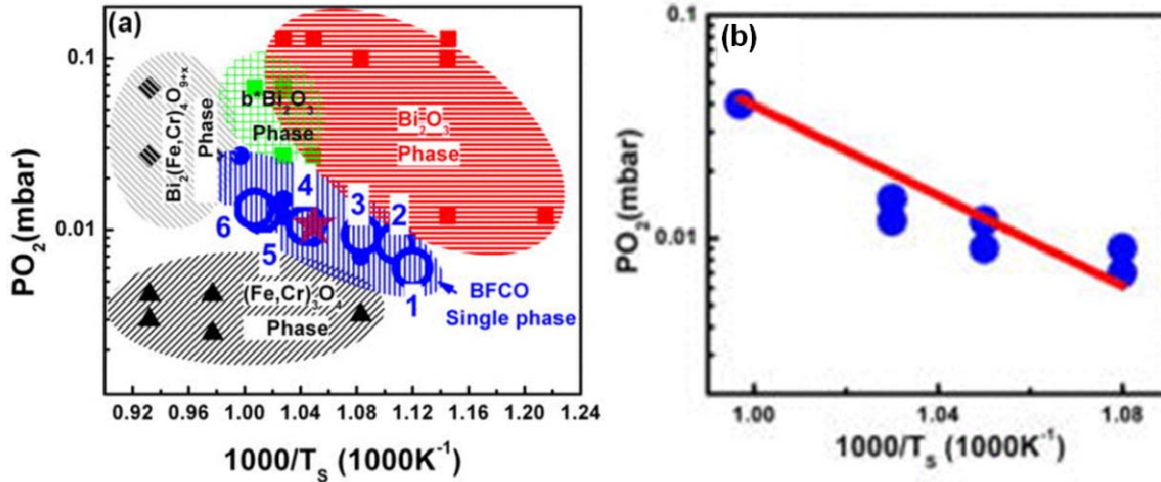 (a)
0.1
0.01
PO₂(mbar)
Bi₂(Fe,Cr)₄O₉₊ₓ
Phase
b*Bi₂O₃
Phase
Bi₂O₃
Phase
6
5
4
3
2
1
(Fe,Cr)₃O₄
Phase
BFCO
Single phase
0.92 0.96 1.00 1.04 1.08 1.12 1.16 1.20 1.24
1000/Tₛ (1000K⁻¹)
(b)
0.1
0.01
PO₂(mbar)
1.00 1.04 1.08
1000/Tₛ (1000K⁻¹)